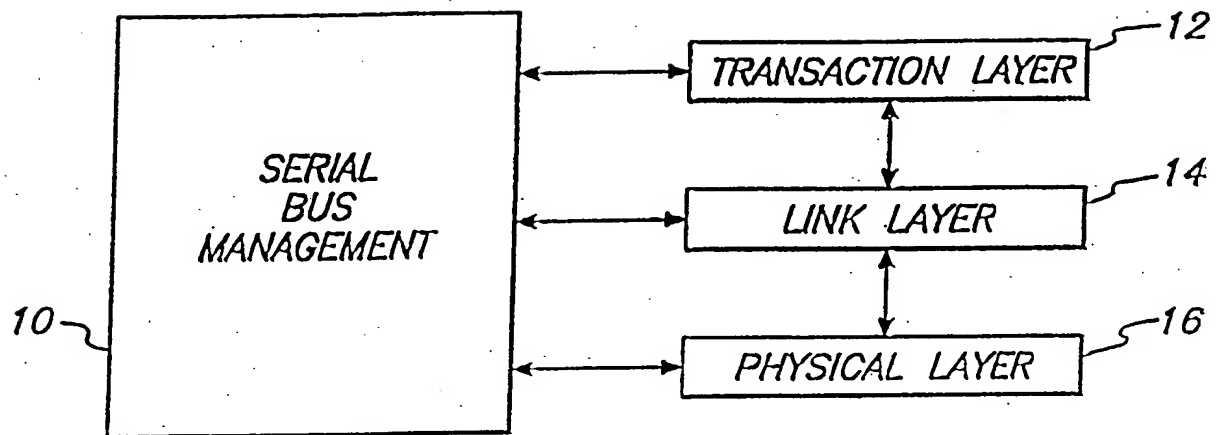 12
TRANSACTION LAYER
SERIAL
BUS
MANAGEMENT
14
LINK LAYER
10
16
PHYSICAL LAYER